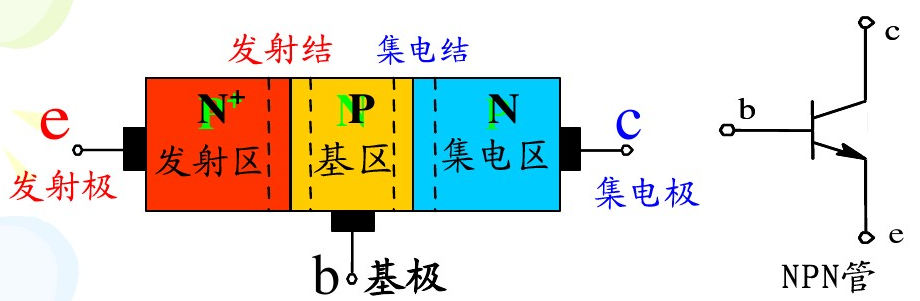 发射结 集电结
e N+ P N c
发射区 基区 集电区
发射极 集电极
b 基极
c
b
e
NPN管